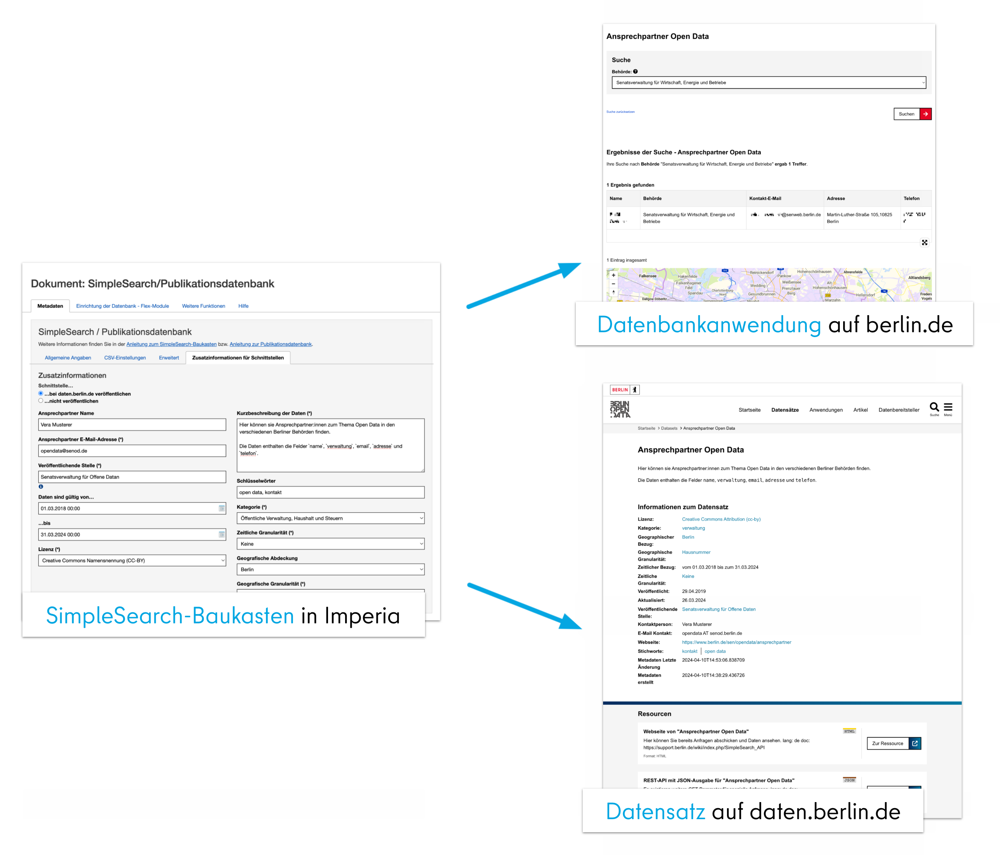 Dokument: SimpleSearch/Publikationsdatenbank
Metadaten Einrichtung der Datenbank - Flex-Module Weitere Funktionen Hilfe
SimpleSearch / Publikationsdatenbank
Weitere Informationen finden Sie in der Anleitung zum SimpleSearch-Baukasten bzw. Anleitung zur Publikationsdatenbank.
Allgemeine Angaben CSV-Einstellungen Erweitert Zusatzinformationen für Schnittstellen
Zusatzinformationen
Schnittstelle...
...bei daten.berlin.de veröffentlichen
...nicht veröffentlichen
Ansprechpartner Name
Vera Musterer
Ansprechpartner E-Mail-Adresse (*)
opendata@senod.de
Veröffentlichende Stelle (*)
Senatsverwaltung für Offene Datan
Daten sind gültig von...
01.03.2018 00:00
...bis
31.03.2024 00:00
Lizenz (*)
Creative Commons Namensnennung (CC-BY)
Kurzbeschreibung der Daten (*)
Hier können sie Ansprechpartner:innen zum Thema Open Data in den
verschiedenen Berliner Behörden finden.
Die Daten enthalten die Felder `name`, `verwaltung`, `email`, `adresse` und
`telefon`.
Schlüsselwörter
open data, kontakt
Kategorie (*)
Öffentliche Verwaltung, Haushalt und Steuern
Zeitliche Granularität (*)
Keine
Geografische Abdeckung
Berlin
Geografische Granularität (*)
SimpleSearch-Baukasten in Imperia
Ansprechpartner Open Data
Suche
Behörde: ?
Senatsverwaltung für Wirtschaft, Energie und Betriebe
Suche zurücksetzen
Suchen
Ergebnisse der Suche - Ansprechpartner Open Data
Ihre Suche nach Behörde "Senatsverwaltung für Wirtschaft, Energie und Betriebe" ergab 1 Treffer.
1 Ergebnis gefunden
Name Behörde Kontakt-E-Mail Adresse Telefon
Senatsverwaltung für Wirtschaft, Energie und
Betriebe
@senweb.berlin.de
Martin-Luther-Straße 105,10825
Berlin
1 Eintrag insgesamt
Falkensee
Hakenfelde
Falkenhagener
Feld
Spandau
Dallgow-Döberitz
Charlottenburg-
Nord
Siemensstadt
111
114
Reinickendorf
Pankow
Wedding
Gesundbrunnen
Moabit
Weißensee
Prenzlauer
Berg
Hohenschönhausen
Alt-
Hohenschönhausen
Marzahn
Ahrensfelde
Hellersdorf
Altlandsberg
Freders
Vogels
Datenbankanwendung auf berlin.de
BERLIN
BERLIN
OPEN
DATA
Startseite Datensätze Anwendungen Artikel Datenbereitsteller Suche Menü
Startseite > Datasets > Ansprechpartner Open Data
Ansprechpartner Open Data
Hier können sie Ansprechpartner:innen zum Thema Open Data in den verschiedenen Berliner Behörden finden.
Die Daten enthalten die Felder name, verwaltung, email, adresse und telefon.
Informationen zum Datensatz
Lizenz: Creative Commons Attribution (cc-by)
Kategorie: verwaltung
Geographischer Berlin
Bezug:
Geographische Hausnummer
Granularität:
Zeitlicher Bezug: vom 01.03.2018 bis zum 31.03.2024
Zeitliche Keine
Granularität:
Veröffentlicht: 29.04.2019
Aktualisiert: 26.03.2024
Veröffentlichende Senatsverwaltung für Offene Daten
Stelle:
Kontaktperson: Vera Musterer
E-Mail Kontakt: opendata AT senod.berlin.de
Webseite: https://www.berlin.de/sen/opendata/ansprechpartner
Stichworte: kontakt | open data
Metadaten Letzte 2024-04-10T14:53:06.838709
Änderung
Metadaten 2024-04-10T14:38:29.436726
erstellt
Resourcen
Webseite von "Ansprechpartner Open Data"
HTML
Hier können Sie bereits Anfragen abschicken und Daten ansehen. lang: de doc:
https://support.berlin.de/wiki/index.php/SimpleSearch_API
Format: HTML
Zur Ressource
REST-API mit JSON-Ausgabe für "Ansprechpartner Open Data"
JSON
Datensatz auf daten.berlin.de